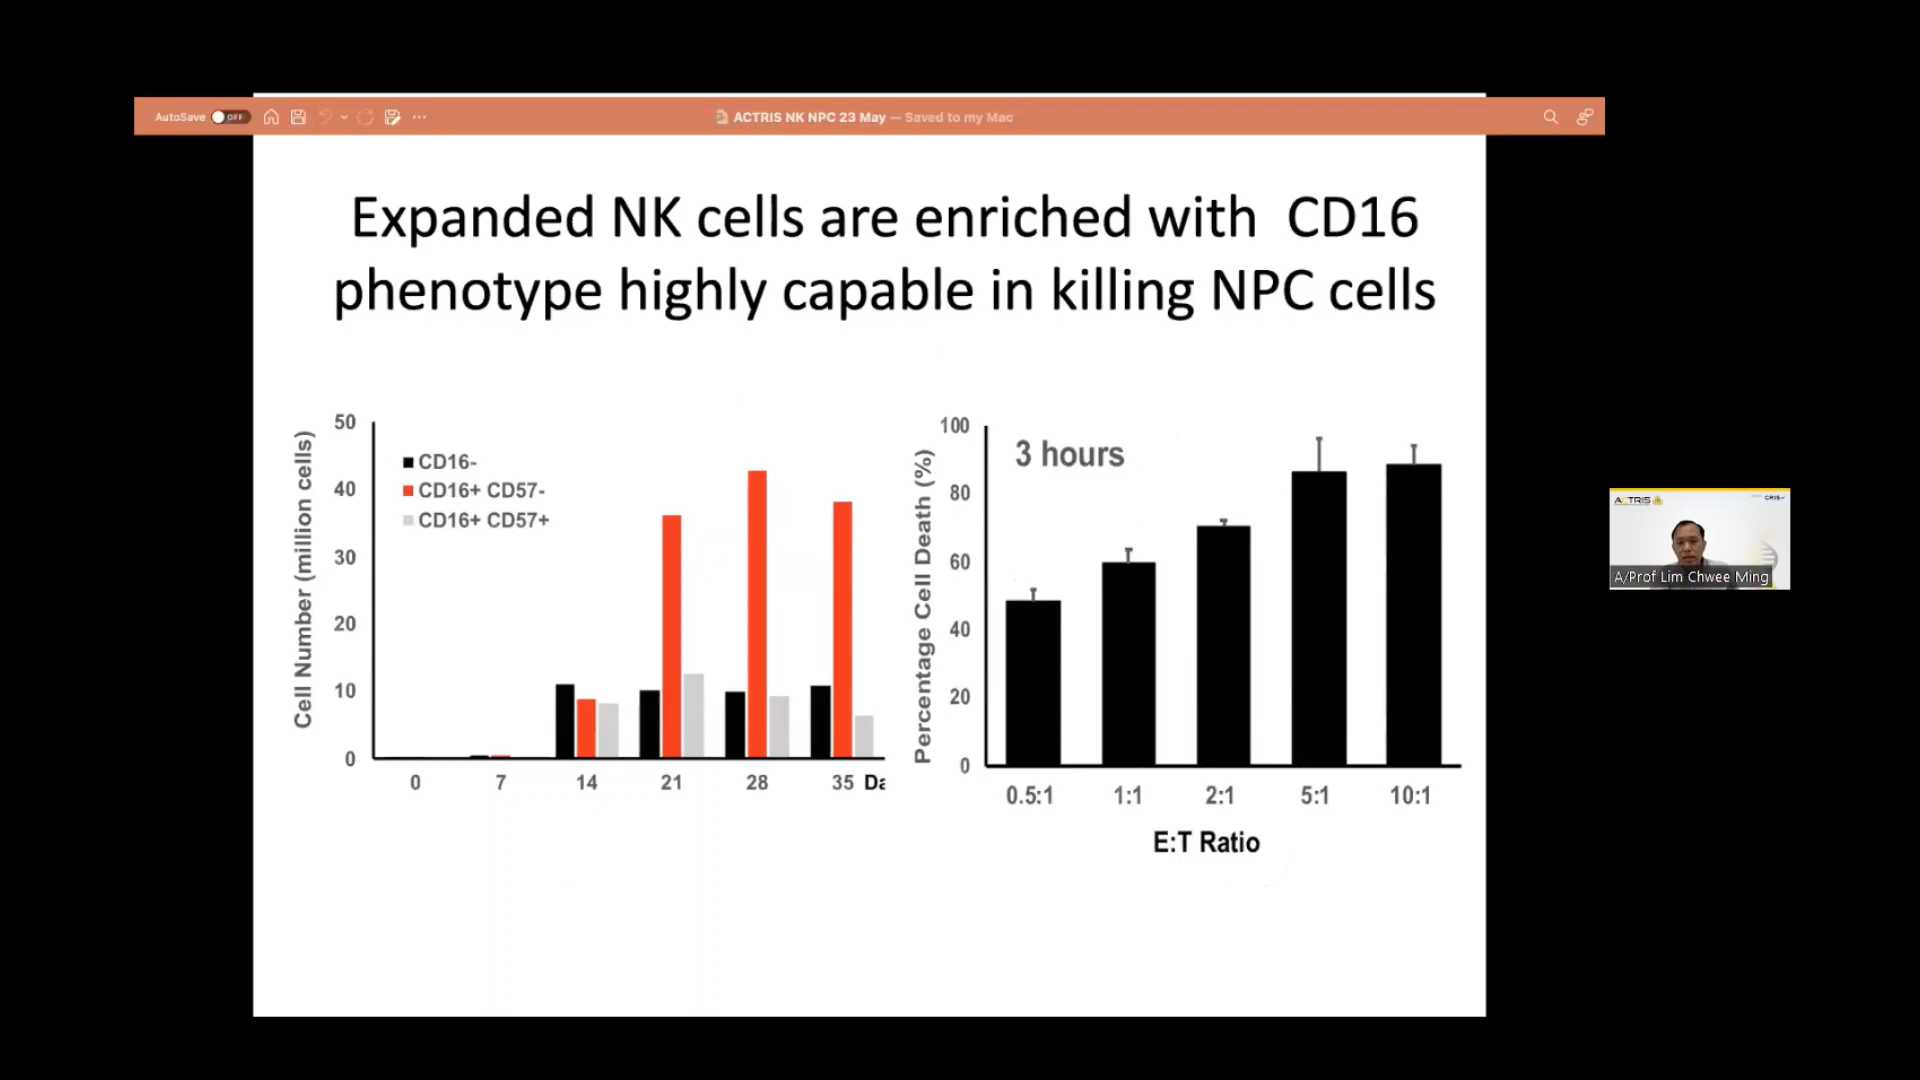 AutoSave OFF
ACTRIS NK NPC 23 May — Saved to my Mac
Expanded NK cells are enriched with CD16
phenotype highly capable in killing NPC cells
Cell Number (million cells)
50
40
30
20
10
0
CD16-
CD16+ CD57-
CD16+ CD57+
0 7 14 21 28 35 Da
Percentage Cell Death (%)
100
80
60
40
20
0
3 hours
0.5:1 1:1 2:1 5:1 10:1
E:T Ratio
ACTRIS
CRIS
A/Prof Lim Chwee Ming